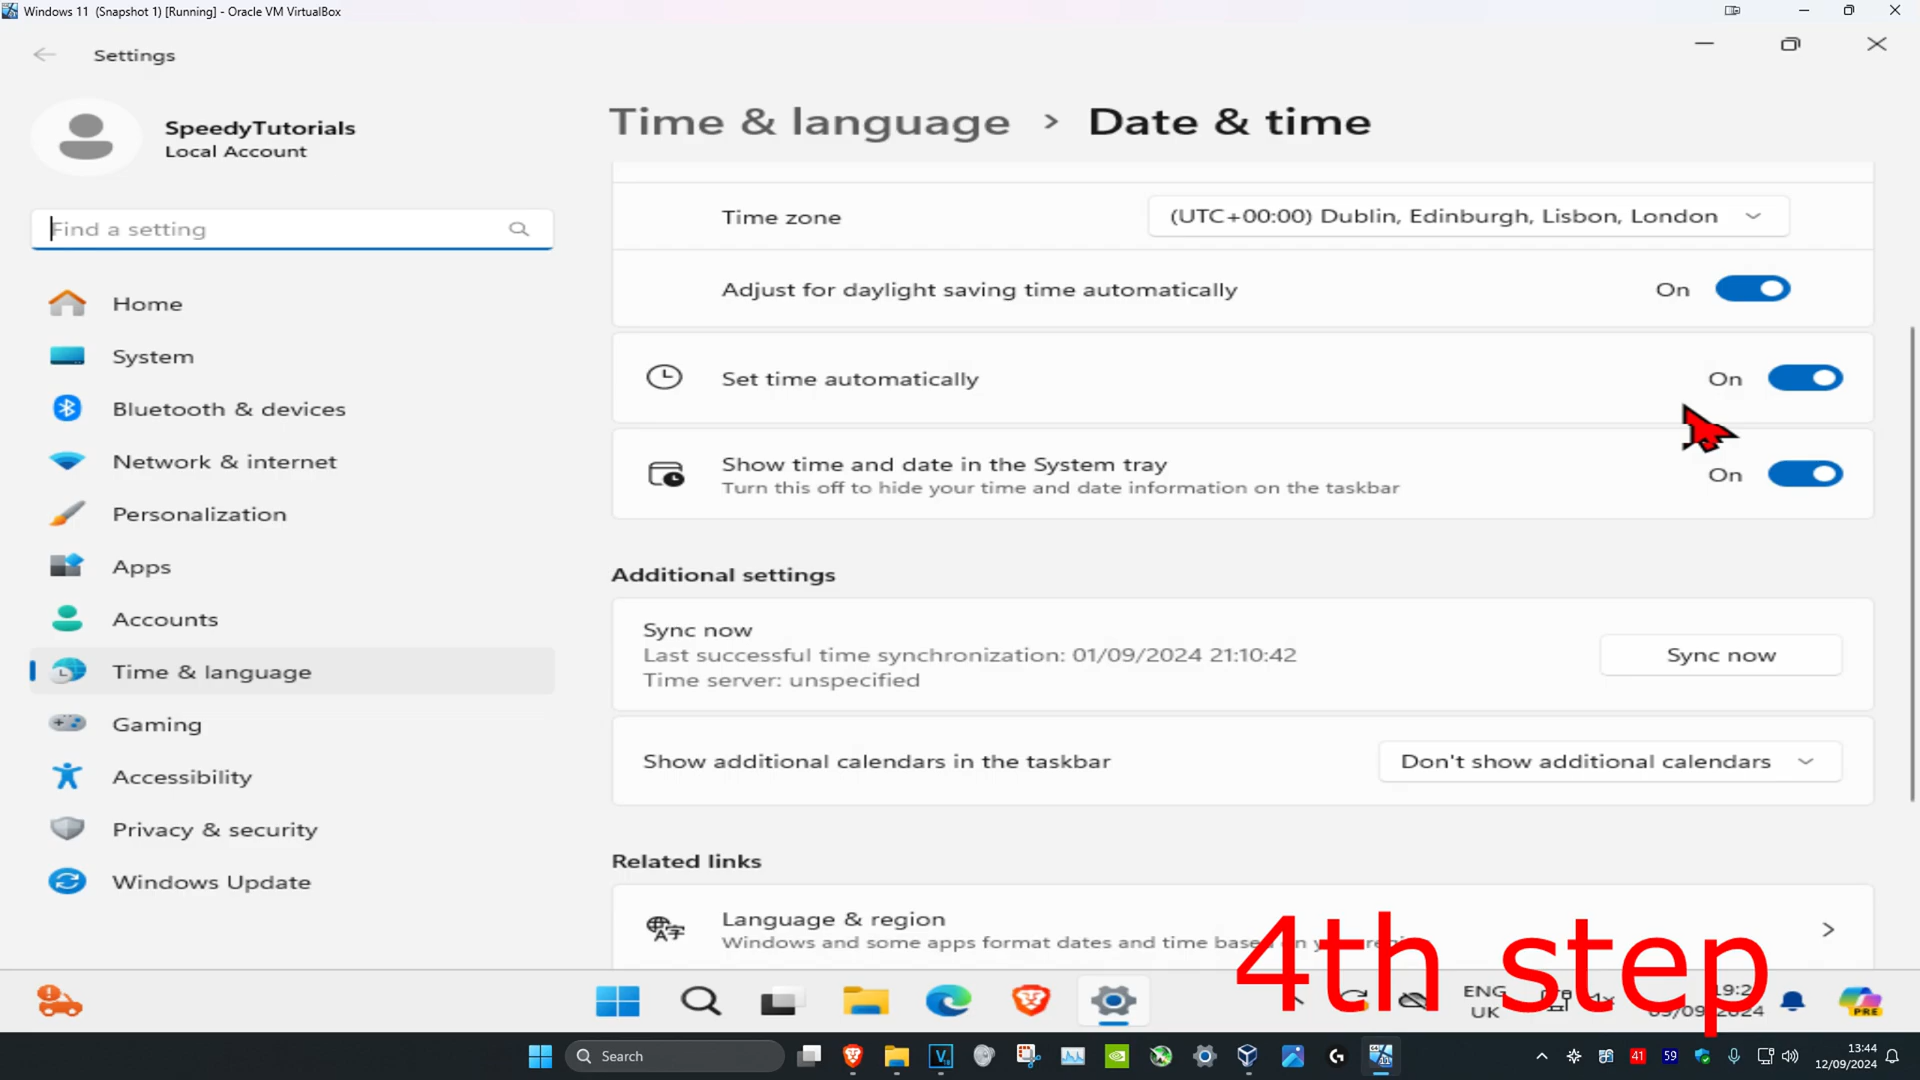 Windows 11 (Snapshot 1) [Running] - Oracle VM VirtualBox
Settings
SpeedyTutorials
Local Account
Find a setting
Home
System
Bluetooth & devices
Network & internet
Personalization
Apps
Accounts
Time & language
Gaming
Accessibility
Privacy & security
Windows Update
Time & language > Date & time
Time zone
(UTC+00:00) Dublin, Edinburgh, Lisbon, London
Adjust for daylight saving time automatically
On
Set time automatically
On
Show time and date in the System tray
Turn this off to hide your time and date information on the taskbar
On
Additional settings
Sync now
Last successful time synchronization: 01/09/2024 21:10:42
Time server: unspecified
Sync now
Show additional calendars in the taskbar
Don't show additional calendars
Related links
Language & region
Windows and some apps format dates and time
4th step
ENG
UK
PRE
Search
41
59
13:44
12/09/2024